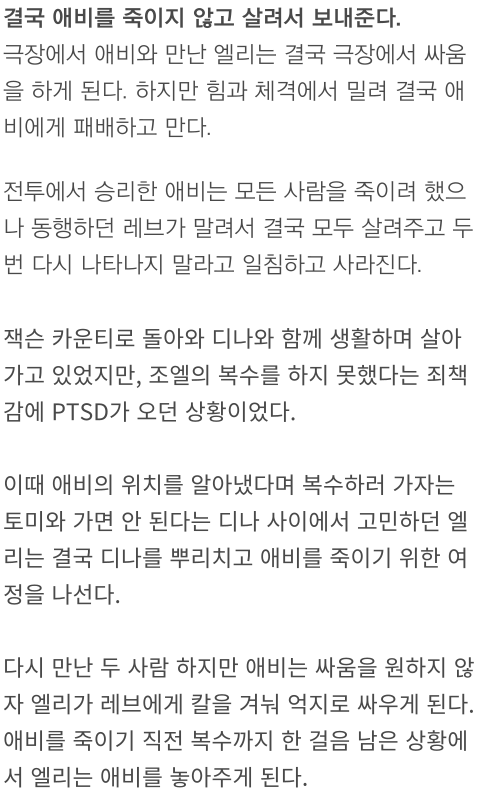 결국 애비를 죽이지 않고 살려서 보내준다.
극장에서 애비와 만난 엘리는 결국 극장에서 싸움
을 하게 된다. 하지만 힘과 체격에서 밀려 결국 애
비에게 패배하고 만다.
전투에서 승리한 애비는 모든 사람을 죽이려 했으
나 동행하던 레브가 말려서 결국 모두 살려주고 두
번 다시 나타나지 말라고 일침하고 사라진다.
잭슨 카운티로 돌아와 디나와 함께 생활하며 살아
가고 있었지만, 조엘의 복수를 하지 못했다는 죄책
감에 PTSD가 오던 상황이었다.
이때 애비의 위치를 알아냈다며 복수하러 가자는
토미와 가면 안 된다는 디나 사이에서 고민하던 엘
리는 결국 디나를 뿌리치고 애비를 죽이기 위한 여
정을 나선다.
다시 만난 두 사람 하지만 애비는 싸움을 원하지 않
자 엘리가 레브에게 칼을 겨눠 억지로 싸우게 된다.
애비를 죽이기 직전 복수까지 한 걸음 남은 상황에
서 엘리는 애비를 놓아주게 된다.